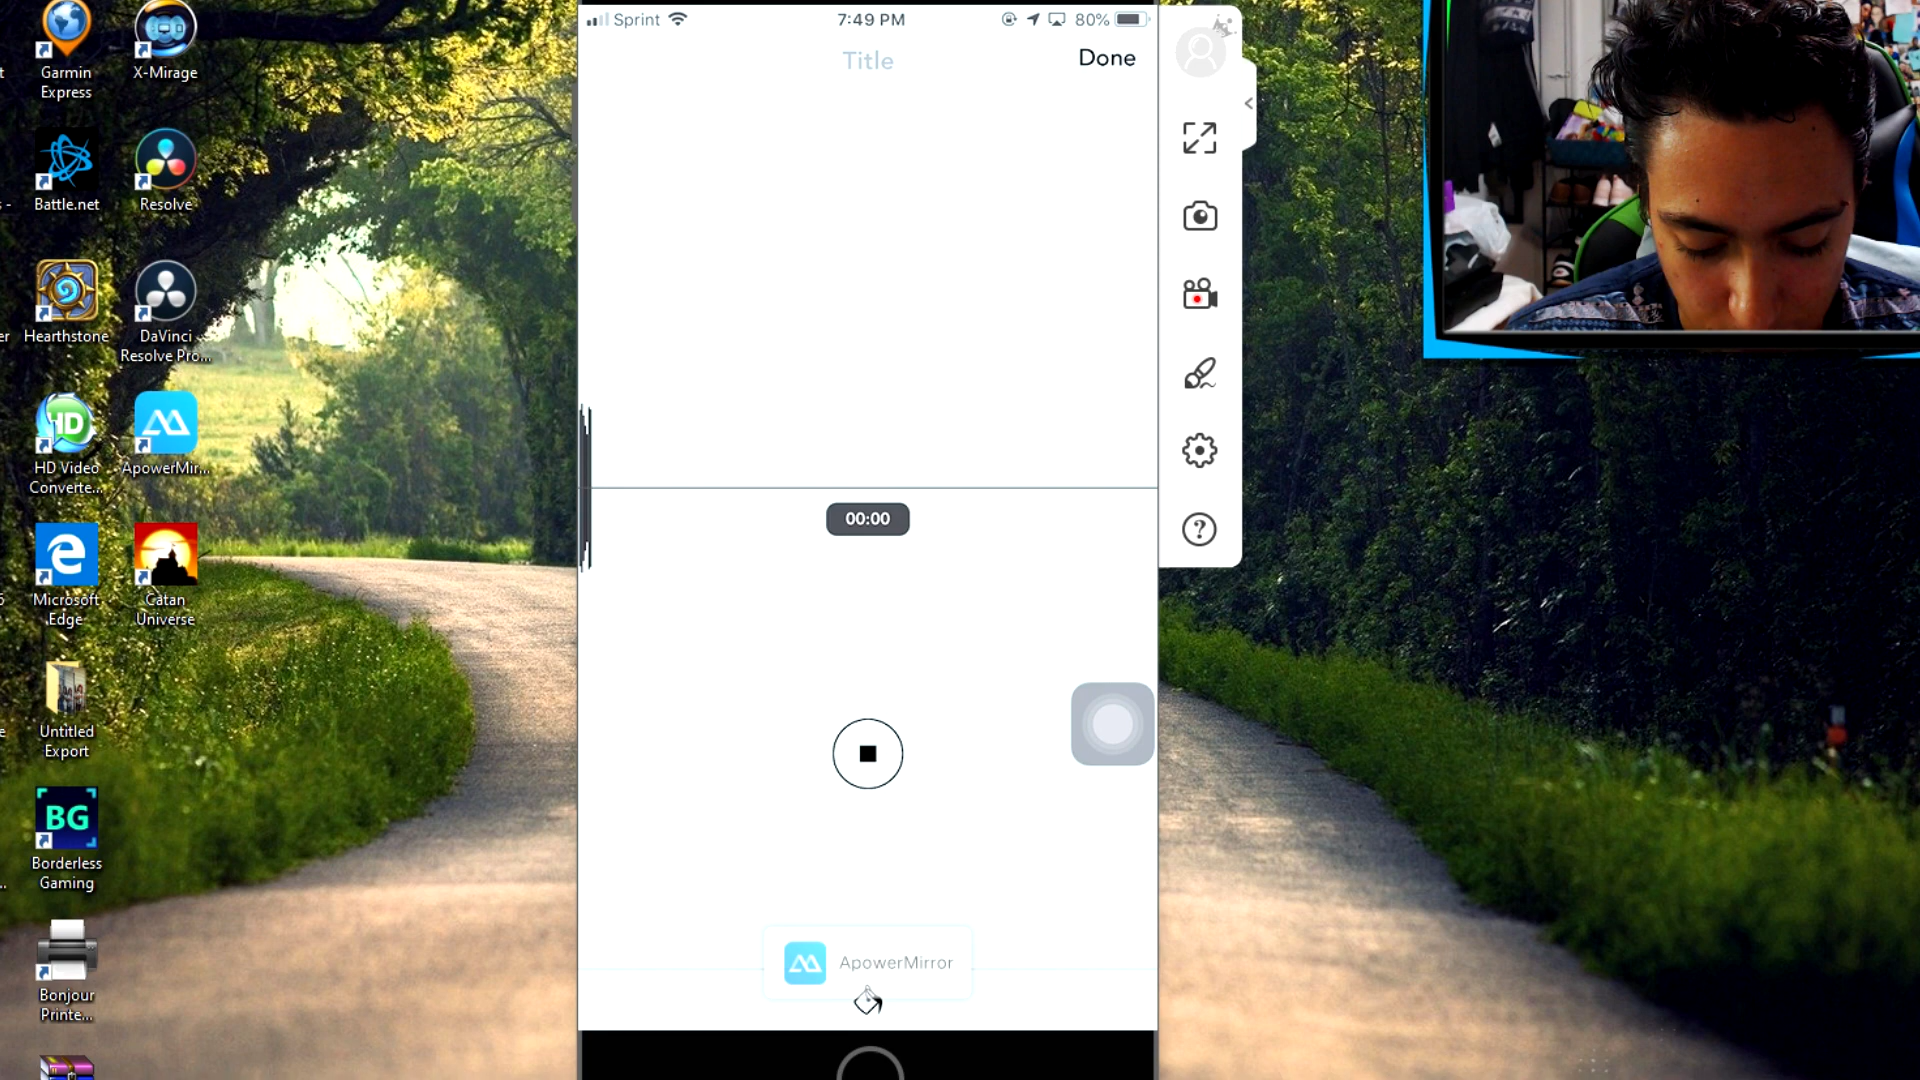 Garmin
Express
X-Mirage
Battle.net
Resolve
Hearthstone
DaVinci
Resolve Pro...
HD
HD Video
Converte...
ApowerMir...
Microsoft
Edge
Catan
Universe
Untitled
Export
BG
Borderless
Gaming
Bonjour
Printe...
Sprint
7:49 PM
80%
Title
Done
00:00
ApowerMirror